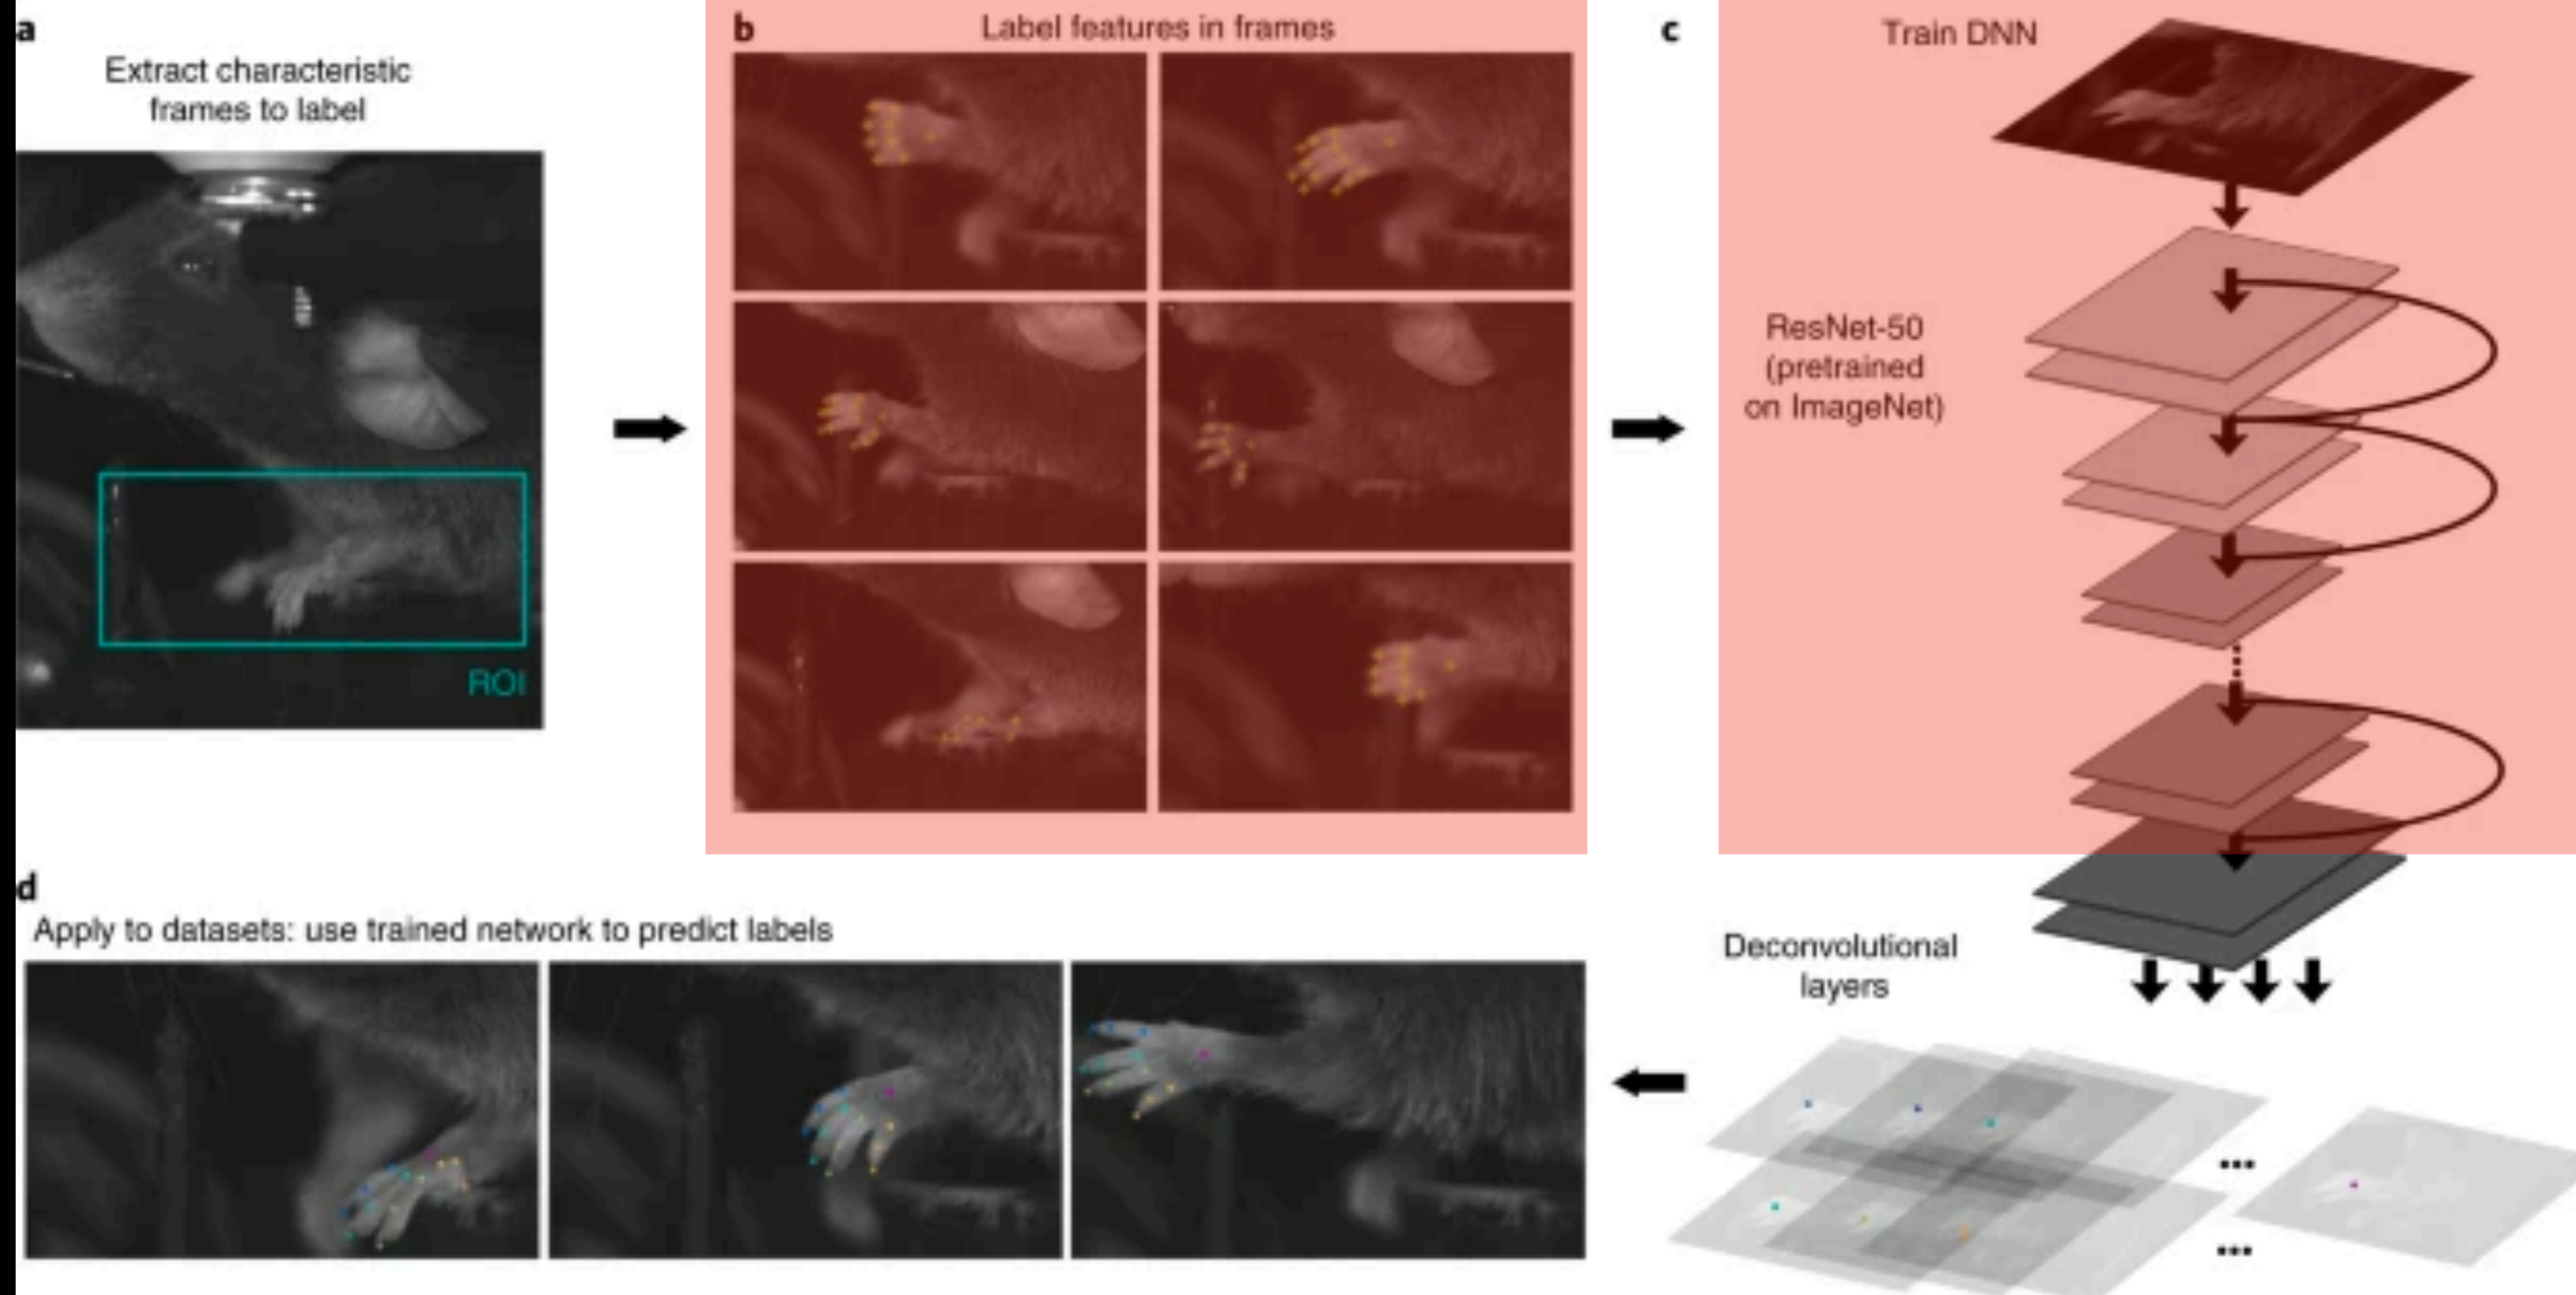 a
Extract characteristic
frames to label
ROI
b
Label features in frames
c
Train DNN
ResNet-50
(pretrained
on ImageNet)
Deconvolutional
layers
d
Apply to datasets: use trained network to predict labels